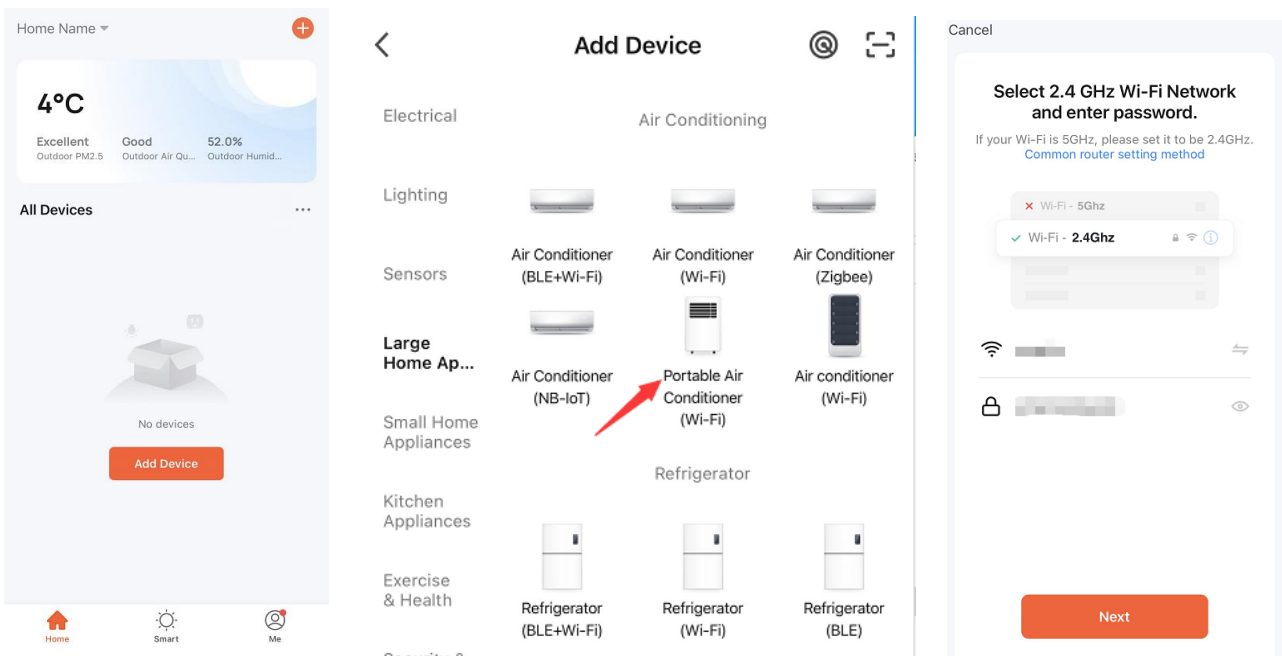 Home Name
4°C
Excellent
Good
52.0%
Outdoor PM2.5
Outdoor Air Qu...
Outdoor Humid...
All Devices
No devices
Add Device
Home
Smart
Me
Add Device
Electrical
Lighting
Sensors
Large
Home Ap...
Small Home
Appliances
Kitchen
Appliances
Exercise
& Health
Air Conditioning
Air Conditioner
(BLE+Wi-Fi)
Air Conditioner
(Wi-Fi)
Air Conditioner
(Zigbee)
Air Conditioner
(NB-IoT)
Portable Air
Conditioner
(Wi-Fi)
Air conditioner
(Wi-Fi)
Refrigerator
Refrigerator
(BLE+Wi-Fi)
Refrigerator
(Wi-Fi)
Refrigerator
(BLE)
Cancel
Select 2.4 GHz Wi-Fi Network
and enter password.
If your Wi-Fi is 5GHz, please set it to be 2.4GHz.
Common router setting method
Wi-Fi - 5Ghz
Wi-Fi - 2.4Ghz
Next